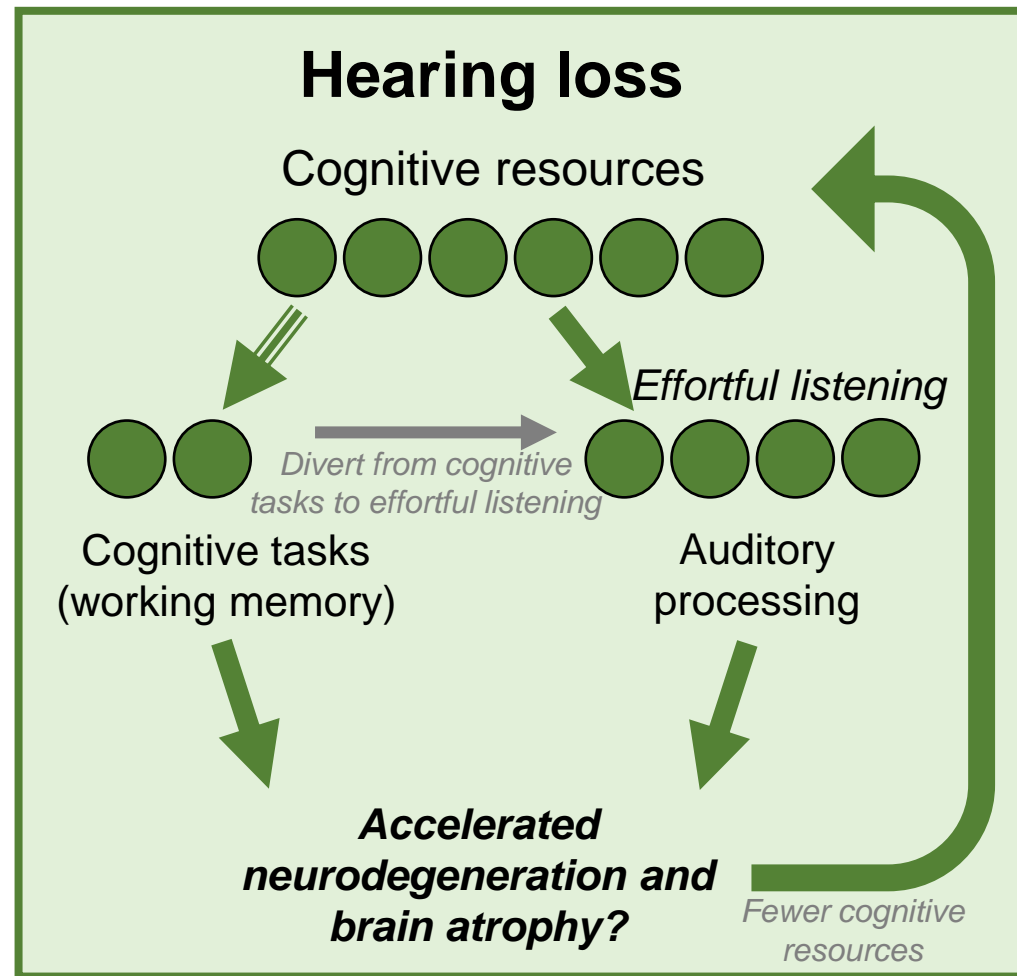 Hearing loss
Cognitive resources
Effortful listening
Divert from cognitive
tasks to effortful listening
Cognitive tasks
(working memory)
Auditory
processing
Accelerated
neurodegeneration and
brain atrophy?
Fewer cognitive
resources